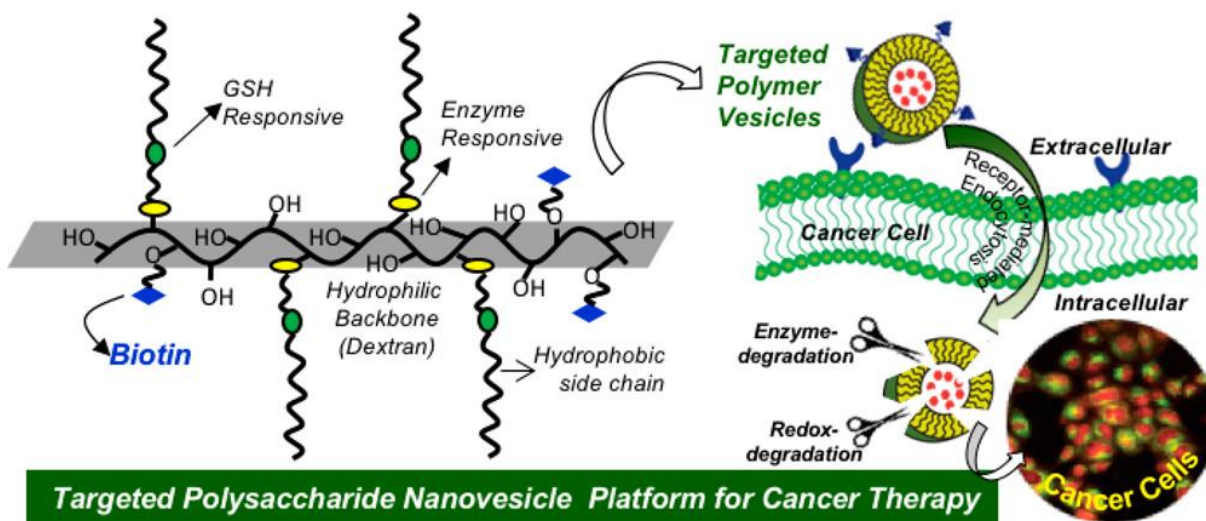 GSH
Responsive
Enzyme
Responsive
OH
OH
HO
HO
HO
HO
OH
HO
O
OH
O
OH
HO
OH
O
OH
Hydrophilic
Backbone
(Dextran)
Biotin
Hydrophobic
side chain
Targeted
Polymer
Vesicles
Extracellular
Receptor-mediated
Endocytosis
Cancer Cell
Intracellular
Enzyme-
degradation
Redox-
degradation
Cancer Cells
Targeted Polysaccharide Nanovesicle Platform for Cancer Therapy